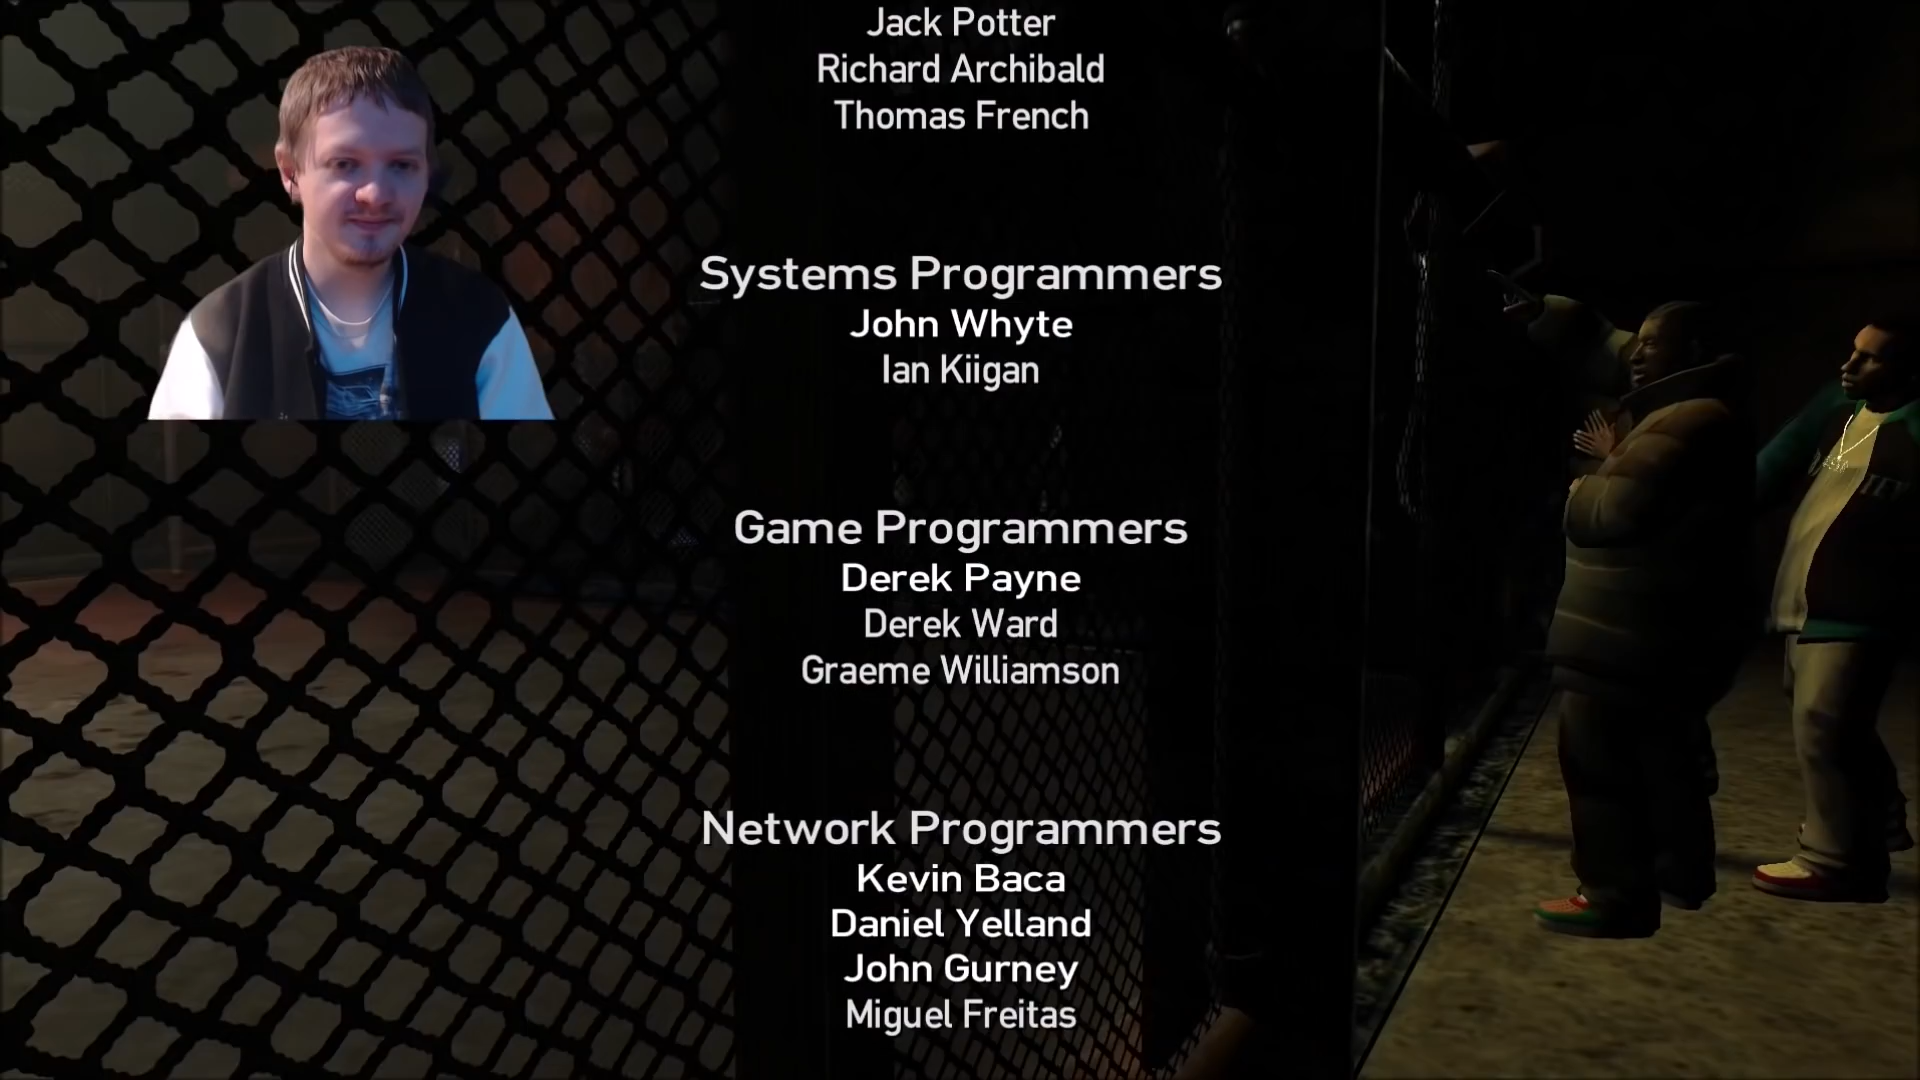 Jack Potter
Richard Archibald
Thomas French
Systems Programmers
John Whyte
Ian Kiigan
Game Programmers
Derek Payne
Derek Ward
Graeme Williamson
Network Programmers
Kevin Baca
Daniel Yelland
John Gurney
Miguel Freitas